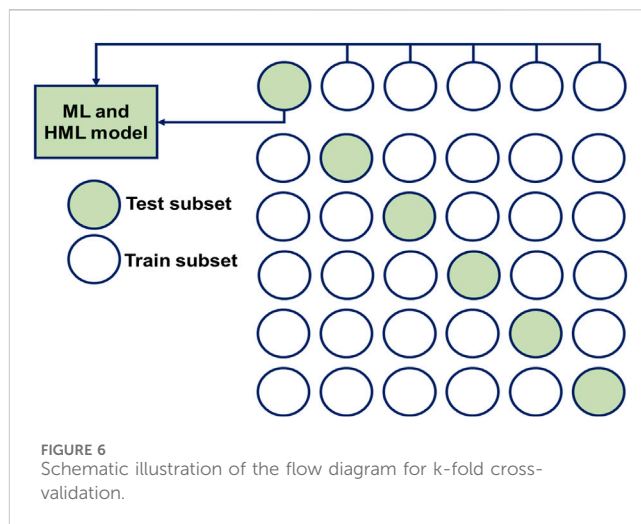 ML and
HML model
Test subset
Train subset
FIGURE 6
Schematic illustration of the flow diagram for k-fold cross-
validation.